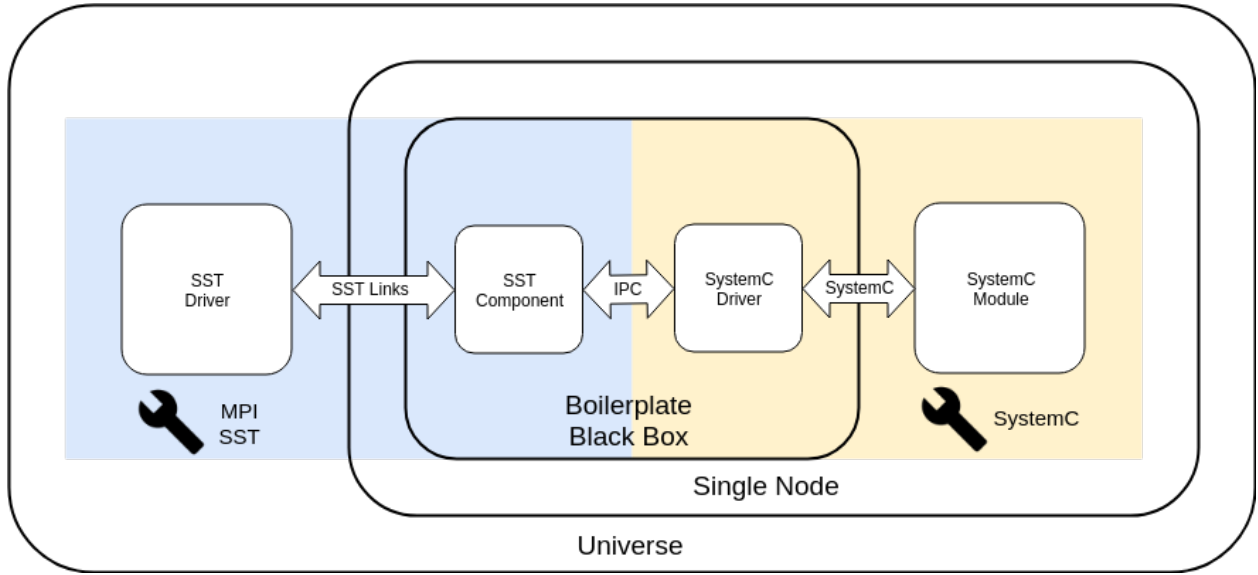 SST
Driver
SST Links
SST
Component
IPC
SystemC
Driver
SystemC
SystemC
Module
MPI
SST
Boilerplate
Black Box
SystemC
Single Node
Universe